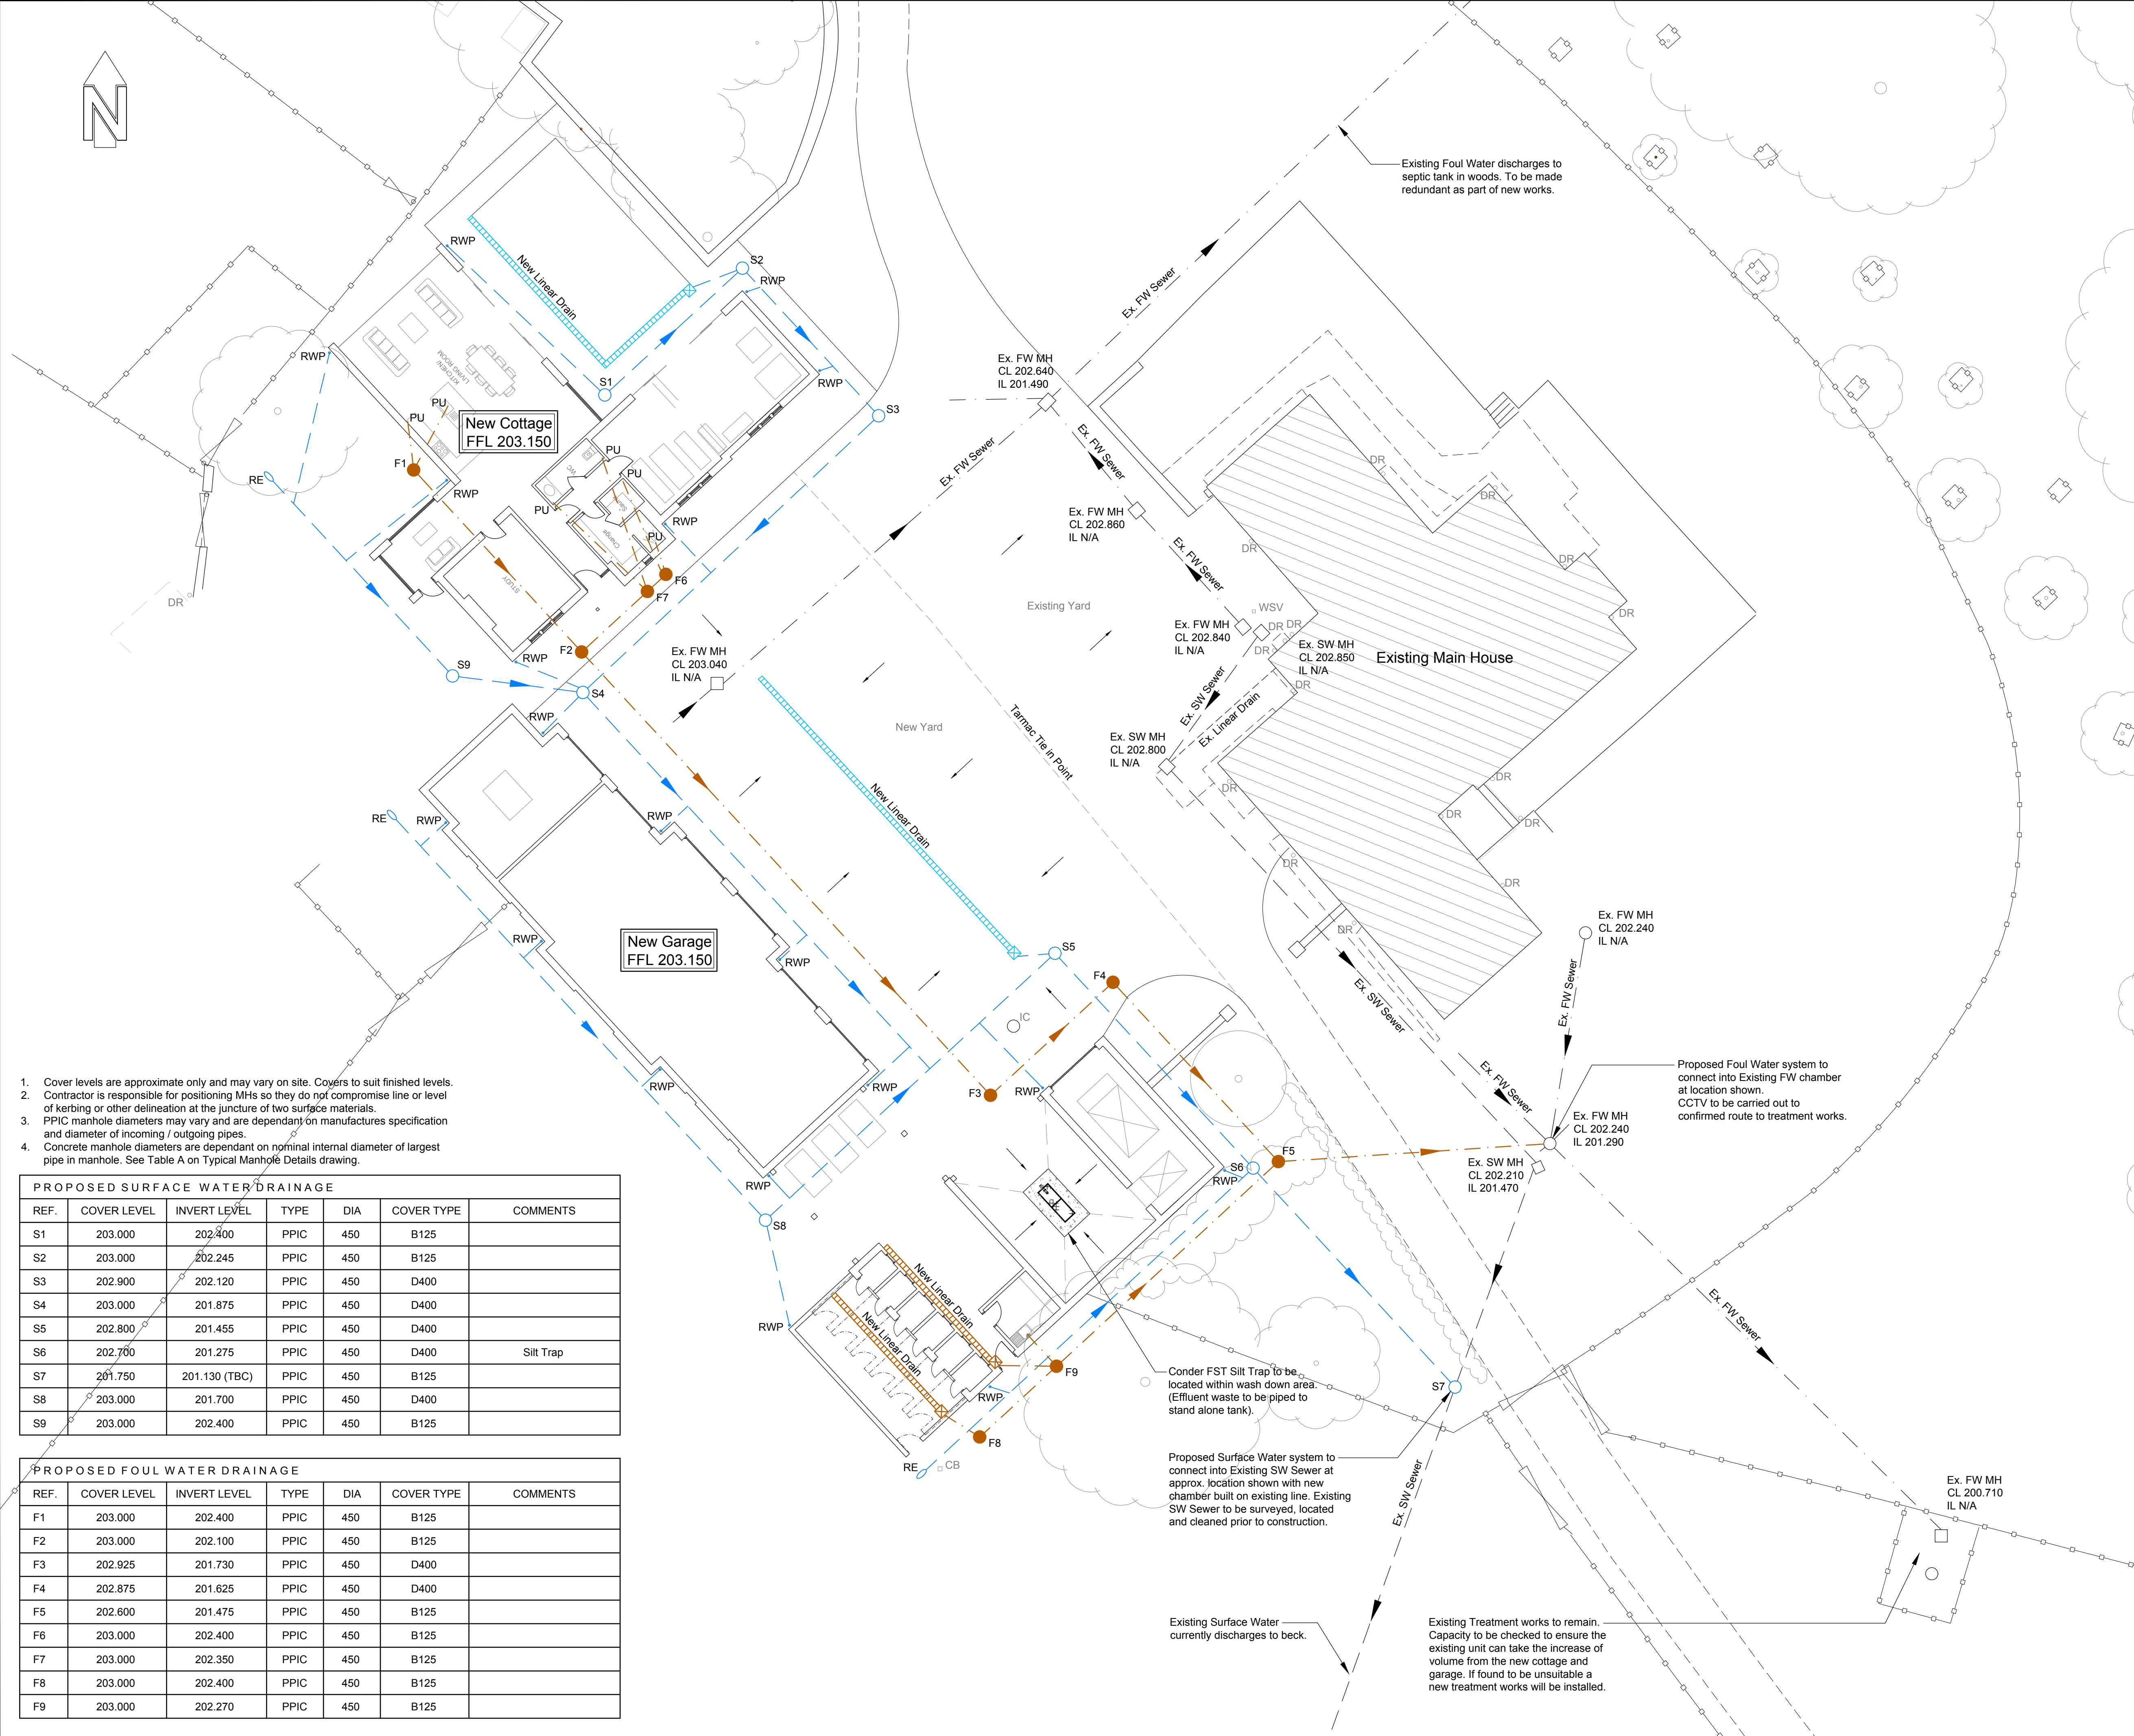 N
Existing Foul Water discharges to
septic tank in woods. To be made
redundant as part of new works.
RWP
New Linear Drain
S2
RWP
Ex. FW Sewer
RWP
KITCHEN/
LIVING ROOM
S1
RWP
S3
Ex. FW MH
CL 202.640
IL 201.490
PU
PU
New Cottage
FFL 203.150
F1
RE
RWP
WC
PU
PU
Sauna
PU
Change
RWP
PU
STUDY
F6
F7
DR
Ex. FW Sewer
Ex. FW Sewer
Ex. FW MH
CL 202.860
IL N/A
Ex. FW Sewer
DR
DR
DR
DR
DR
Existing Yard
WSV
DR DR
DR
Ex. FW MH
CL 202.840
IL N/A
Ex. SW MH
CL 202.850
IL N/A
Existing Main House
F2
RWP
S9
S4
Ex. FW MH
CL 203.040
IL N/A
Ex. SW Sewer
Ex. Linear Drain
DR
RWP
New Yard
Tarmac Tie in Point
Ex. SW MH
CL 202.800
IL N/A
DR
DR
DR
DR
DR
DR
DR
RE
RWP
RWP
New Linear Drain
New Garage
FFL 203.150
RWP
RWP
S5
F4
IC
Ex. SW Sewer
Ex. FW MH
CL 202.240
IL N/A
Ex. FW Sewer
Ex. FW Sewer
Proposed Foul Water system to
connect into Existing FW chamber
at location shown.
CCTV to be carried out to
confirmed route to treatment works.
Ex. FW MH
CL 202.240
IL 201.290
Ex. SW MH
CL 202.210
IL 201.470
RWP
RWP
F3
RWP
F5
S6
RWP
RWP
S8
RWP
New Linear Drain
New Linear Drain
F9
RWP
F8
RE
CB
S7
Conder FST Silt Trap to be
located within wash down area.
(Effluent waste to be piped to
stand alone tank).
Proposed Surface Water system to
connect into Existing SW Sewer at
approx. location shown with new
chamber built on existing line. Existing
SW Sewer to be surveyed, located
and cleaned prior to construction.
Ex. SW Sewer
Ex. FW Sewer
Ex. FW MH
CL 200.710
IL N/A
Existing Surface Water
currently discharges to beck.
Existing Treatment works to remain.
Capacity to be checked to ensure the
existing unit can take the increase of
volume from the new cottage and
garage. If found to be unsuitable a
new treatment works will be installed.
1. Cover levels are approximate only and may vary on site. Covers to suit finished levels.
2. Contractor is responsible for positioning MHs so they do not compromise line or level
of kerbing or other delineation at the juncture of two surface materials.
3. PPIC manhole diameters may vary and are dependant on manufactures specification
and diameter of incoming / outgoing pipes.
4. Concrete manhole diameters are dependant on nominal internal diameter of largest
pipe in manhole. See Table A on Typical Manhole Details drawing.
PROPOSED SURFACE WATER DRAINAGE
REF. COVER LEVEL INVERT LEVEL TYPE DIA COVER TYPE COMMENTS
S1 203.000 202.400 PPIC 450 B125
S2 203.000 202.245 PPIC 450 B125
S3 202.900 202.120 PPIC 450 D400
S4 203.000 201.875 PPIC 450 D400
S5 202.800 201.455 PPIC 450 D400
S6 202.700 201.275 PPIC 450 D400 Silt Trap
S7 201.750 201.130 (TBC) PPIC 450 B125
S8 203.000 201.700 PPIC 450 D400
S9 203.000 202.400 PPIC 450 B125
PROPOSED FOUL WATER DRAINAGE
REF. COVER LEVEL INVERT LEVEL TYPE DIA COVER TYPE COMMENTS
F1 203.000 202.400 PPIC 450 B125
F2 203.000 202.100 PPIC 450 B125
F3 202.925 201.730 PPIC 450 D400
F4 202.875 201.625 PPIC 450 D400
F5 202.600 201.475 PPIC 450 B125
F6 203.000 202.400 PPIC 450 B125
F7 203.000 202.350 PPIC 450 B125
F8 203.000 202.400 PPIC 450 B125
F9 203.000 202.270 PPIC 450 B125